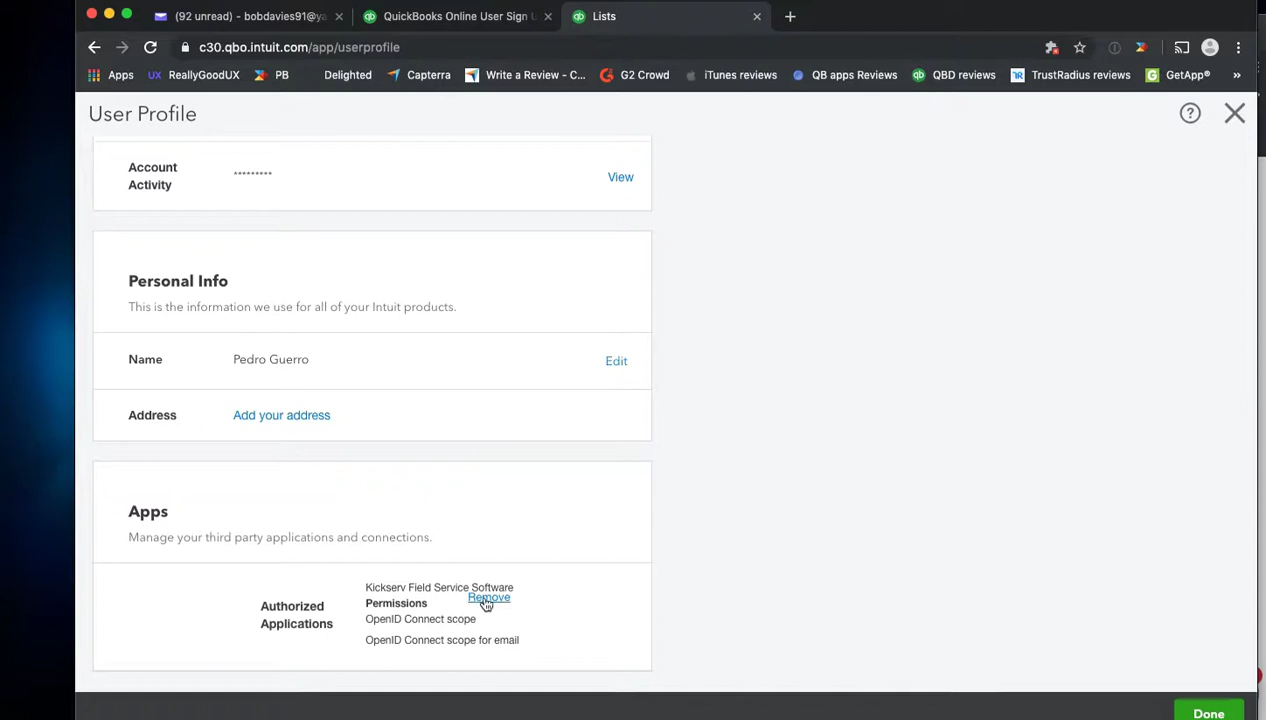 (92 unread) - bobdavies91@ya
QuickBooks Online User Sign U
Lists
c30.qbo.intuit.com/app/userprofile
Apps
UX ReallyGoodUX
PB
Delighted
Capterra
Write a Review - C...
G2 Crowd
iTunes reviews
QB apps Reviews
QBD reviews
TrustRadius reviews
GetApp®
»
User Profile
Account
Activity
*********
View
Personal Info
This is the information we use for all of your Intuit products.
Name Pedro Guerro Edit
Address Add your address
Apps
Manage your third party applications and connections.
Authorized
Applications
Kickserv Field Service Software
Remove
Permissions
OpenID Connect scope
OpenID Connect scope for email
Done